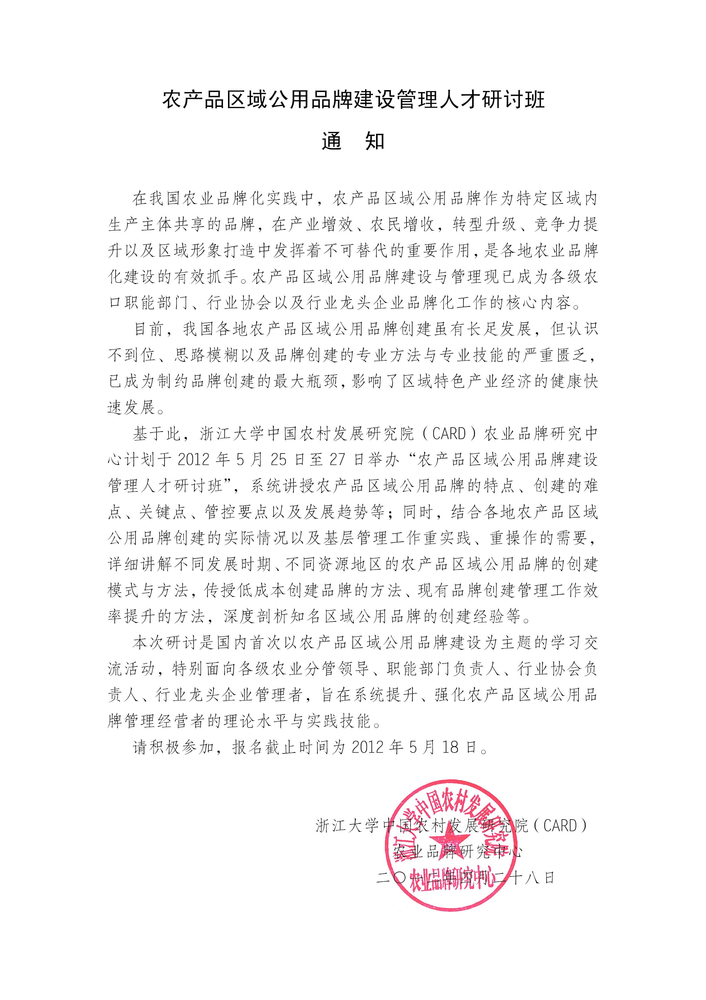 农产品区域公用品牌建设管理人才研讨班
通 知
在我国农业品牌化实践中，农产品区域公用品牌作为特定区域内
生产主体共享的品牌，在产业增效、农民增收，转型升级、竞争力提
升以及区域形象打造中发挥着不可替代的重要作用，是各地农业品牌
化建设的有效抓手。农产品区域公用品牌建设与管理现已成为各级农
口职能部门、行业协会以及行业龙头企业品牌化工作的核心内容。
目前，我国各地农产品区域公用品牌创建虽有长足发展，但认识
不到位、思路模糊以及品牌创建的专业方法与专业技能的严重匮乏，
已成为制约品牌创建的最大瓶颈，影响了区域特色产业经济的健康快
速发展。
基于此，浙江大学中国农村发展研究院（CARD）农业品牌研究中
心计划于 2012 年 5 月 25 日至 27 日举办“农产品区域公用品牌建设
管理人才研讨班”，系统讲授农产品区域公用品牌的特点、创建的难
点、关键点、管控要点以及发展趋势等；同时，结合各地农产品区域
公用品牌创建的实际情况以及基层管理工作重实践、重操作的需要，
详细讲解不同发展时期、不同资源地区的农产品区域公用品牌的创建
模式与方法，传授低成本创建品牌的方法、现有品牌创建管理工作效
率提升的方法，深度剖析知名区域公用品牌的创建经验等。
本次研讨是国内首次以农产品区域公用品牌建设为主题的学习交
流活动，特别面向各级农业分管领导、职能部门负责人、行业协会负
责人、行业龙头企业管理者，旨在系统提升、强化农产品区域公用品
牌管理经营者的理论水平与实践技能。
请积极参加，报名截止时间为 2012 年 5 月 18 日。
浙江大学中国农村发展研究院（CARD）
农业品牌研究中心
二〇一二年四月二十八日
浙江大学中国农村发展研究院
农业品牌研究中心